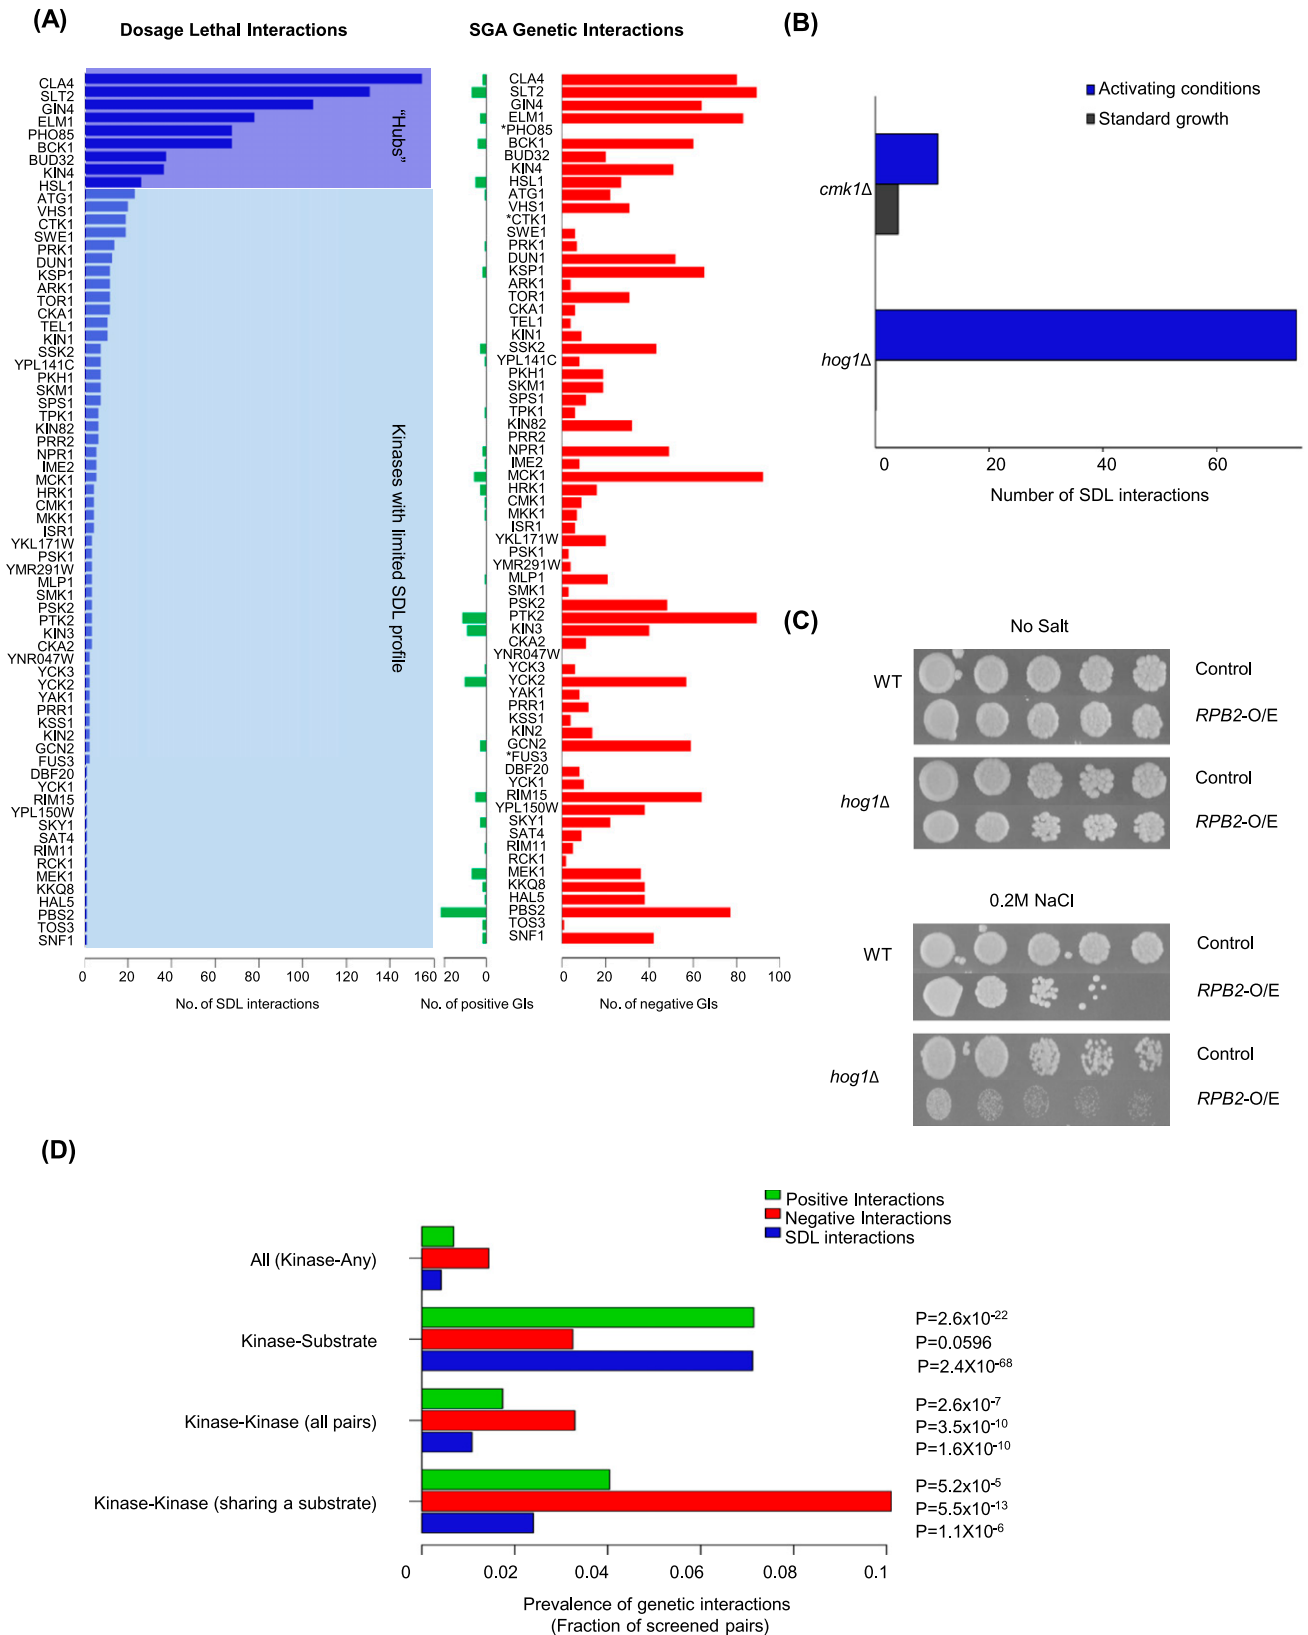 (A)
Dosage Lethal Interactions
SGA Genetic Interactions
CLA4
SLT2
GIN4
ELM1
PHO85
BCK1
BUD32
KIN4
HSL1
ATG1
VHS1
CTK1
SWE1
PRK1
DUN1
KSP1
ARK1
TOR1
CKA1
TEL1
KIN1
SSK2
YPL141C
PKH1
SKM1
SPS1
TPK1
KIN82
PRR2
NPR1
IME2
MCK1
HRK1
CMK1
MKK1
ISR1
YKL171W
PSK1
YMR291W
MLP1
SMK1
PSK2
PTK2
KIN3
CKA2
YNR047W
YCK3
YCK2
YAK1
PRR1
KSS1
KIN2
GCN2
FUS3
DBF20
YCK1
RIM15
YPL150W
SKY1
SAT4
RIM11
RCK1
MEK1
KKQ8
HAL5
PBS2
TOS3
SNF1
"Hubs"
Kinases with limited SDL profile
0 20 40 60 80 100 120 140 160
No. of SDL interactions
CLA4
SLT2
GIN4
ELM1
*PHO85
BCK1
BUD32
KIN4
HSL1
ATG1
VHS1
*CTK1
SWE1
PRK1
DUN1
KSP1
ARK1
TOR1
CKA1
TEL1
KIN1
SSK2
YPL141C
PKH1
SKM1
SPS1
TPK1
KIN82
PRR2
NPR1
IME2
MCK1
HRK1
CMK1
MKK1
ISR1
YKL171W
PSK1
YMR291W
MLP1
SMK1
PSK2
PTK2
KIN3
CKA2
YNR047W
YCK3
YCK2
YAK1
PRR1
KSS1
KIN2
GCN2
*FUS3
DBF20
YCK1
RIM15
YPL150W
SKY1
SAT4
RIM11
RCK1
MEK1
KKQ8
HAL5
PBS2
TOS3
SNF1
20 0
No. of positive GIs
0 20 40 60 80 100
No. of negative GIs
(B)
Activating conditions
Standard growth
cmk1Δ
hog1Δ
0 20 40 60
Number of SDL interactions
(C)
No Salt
WT
Control
RPB2-O/E
hog1Δ
Control
RPB2-O/E
0.2M NaCl
WT
Control
RPB2-O/E
hog1Δ
Control
RPB2-O/E
(D)
Positive Interactions
Negative Interactions
SDL interactions
All (Kinase-Any)
Kinase-Substrate
P=2.6x10-22
P=0.0596
P=2.4X10-68
Kinase-Kinase (all pairs)
P=2.6x10-7
P=3.5x10-10
P=1.6X10-10
Kinase-Kinase (sharing a substrate)
P=5.2x10-5
P=5.5x10-13
P=1.1X10-6
0 0.02 0.04 0.06 0.08 0.1
Prevalence of genetic interactions
(Fraction of screened pairs)